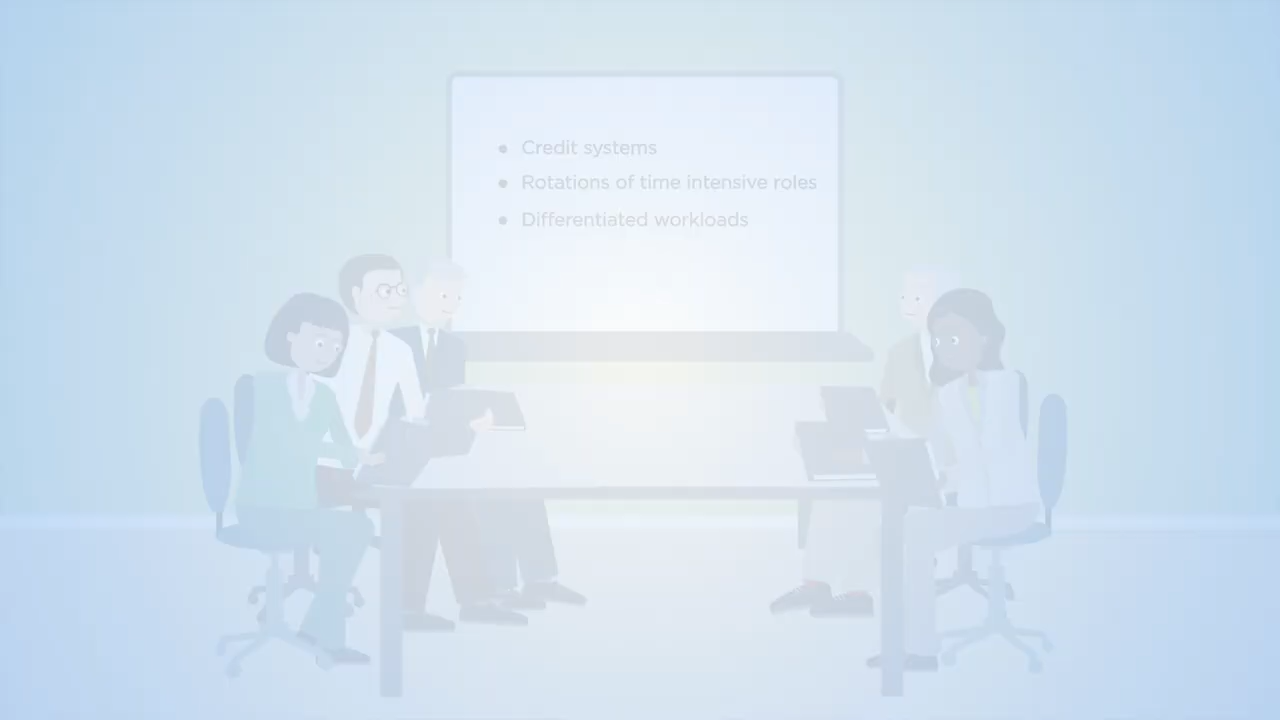 • Credit systems
• Rotations of time intensive roles
• Differentiated workloads